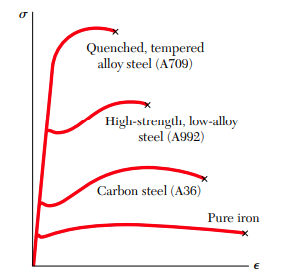 σ
Quenched, tempered
alloy steel (A709)
High-strength, low-alloy
steel (A992)
Carbon steel (A36)
Pure iron
ϵ